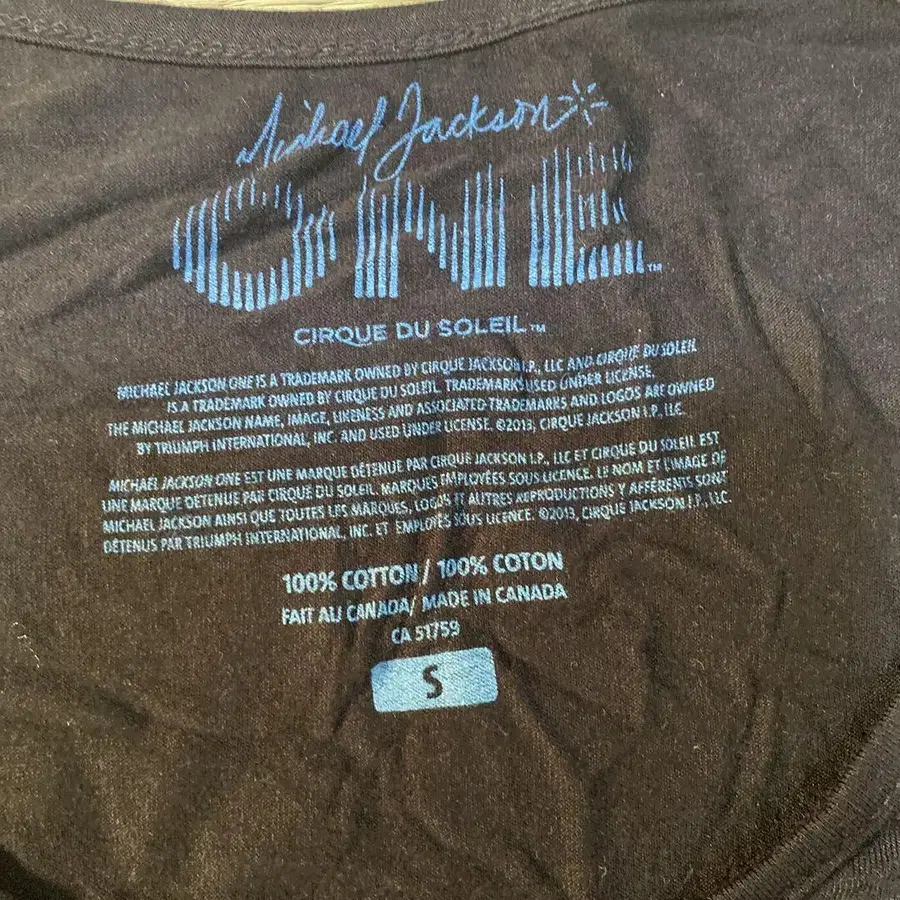 Michael Jackson
ONE™
CIRQUE DU SOLEIL™
MICHAEL JACKSON ONE IS A TRADEMARK OWNED BY CIRQUE JACKSON I.P., LLC AND CIRQUE DU SOLEIL
IS A TRADEMARK OWNED BY CIRQUE DU SOLEIL. TRADEMARKS USED UNDER LICENSE.
THE MICHAEL JACKSON NAME, IMAGE, LIKENESS AND ASSOCIATED TRADEMARKS AND LOGOS ARE OWNED
BY TRIUMPH INTERNATIONAL, INC. AND USED UNDER LICENSE. ©2013, CIRQUE JACKSON I.P., LLC.
MICHAEL JACKSON ONE EST UNE MARQUE DÉTENUE PAR CIRQUE JACKSON I.P., LLC ET CIRQUE DU SOLEIL EST
UNE MARQUE DÉTENUE PAR CIRQUE DU SOLEIL. MARQUES EMPLOYÉES SOUS LICENCE. LE NOM ET L'IMAGE DE
MICHAEL JACKSON AINSI QUE TOUTES LES MARQUES, LOGOS ET AUTRES REPRODUCTIONS Y AFFÉRENTS SONT
DÉTENUS PAR TRIUMPH INTERNATIONAL, INC. ET EMPLOYÉS SOUS LICENCE. ©2013, CIRQUE JACKSON I.P., LLC.
100% COTTON / 100% COTON
FAIT AU CANADA/ MADE IN CANADA
CA 51759
S